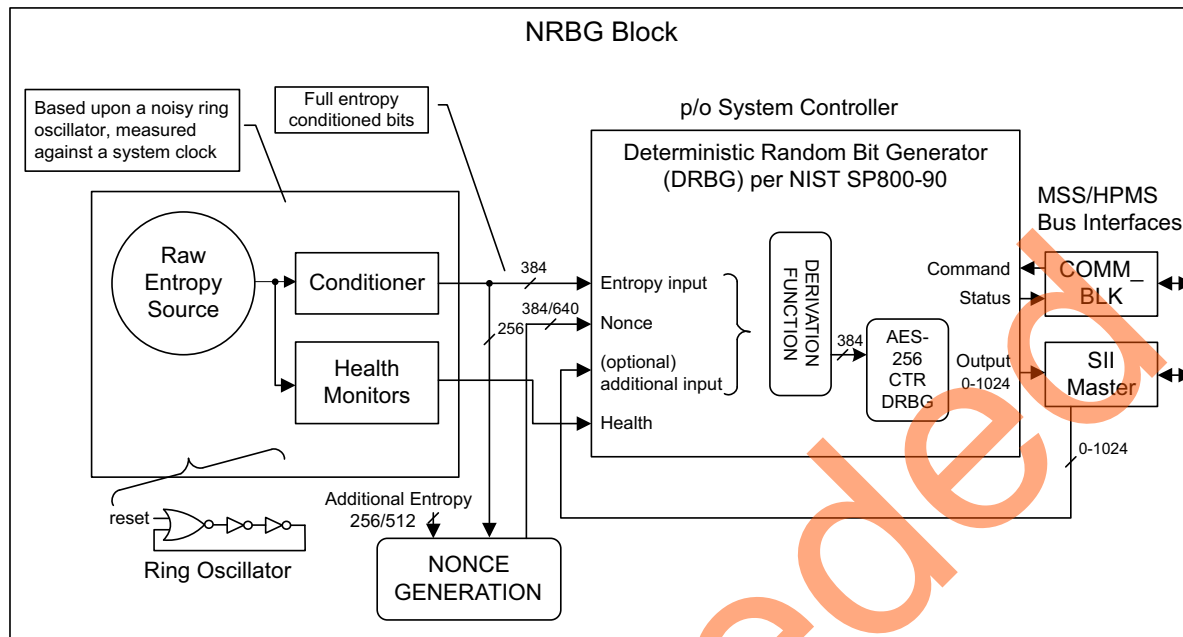 NRBG Block
Based upon a noisy ring
oscillator, measured
against a system clock
Full entropy
conditioned bits
p/o System Controller
Deterministic Random Bit Generator
(DRBG) per NIST SP800-90
MSS/HPMS
Bus Interfaces
Raw
Entropy
Source
Conditioner
Health
Monitors
384
256
384/640
Entropy input
Nonce
(optional)
additional input
Health
DERIVATION
FUNCTION
384
AES-
256
CTR
DRBG
Command
Status
Output
0-1024
COMM_
BLK
SII
Master
0-1024
reset
Ring Oscillator
Additional Entropy
256/512
NONCE
GENERATION
eded